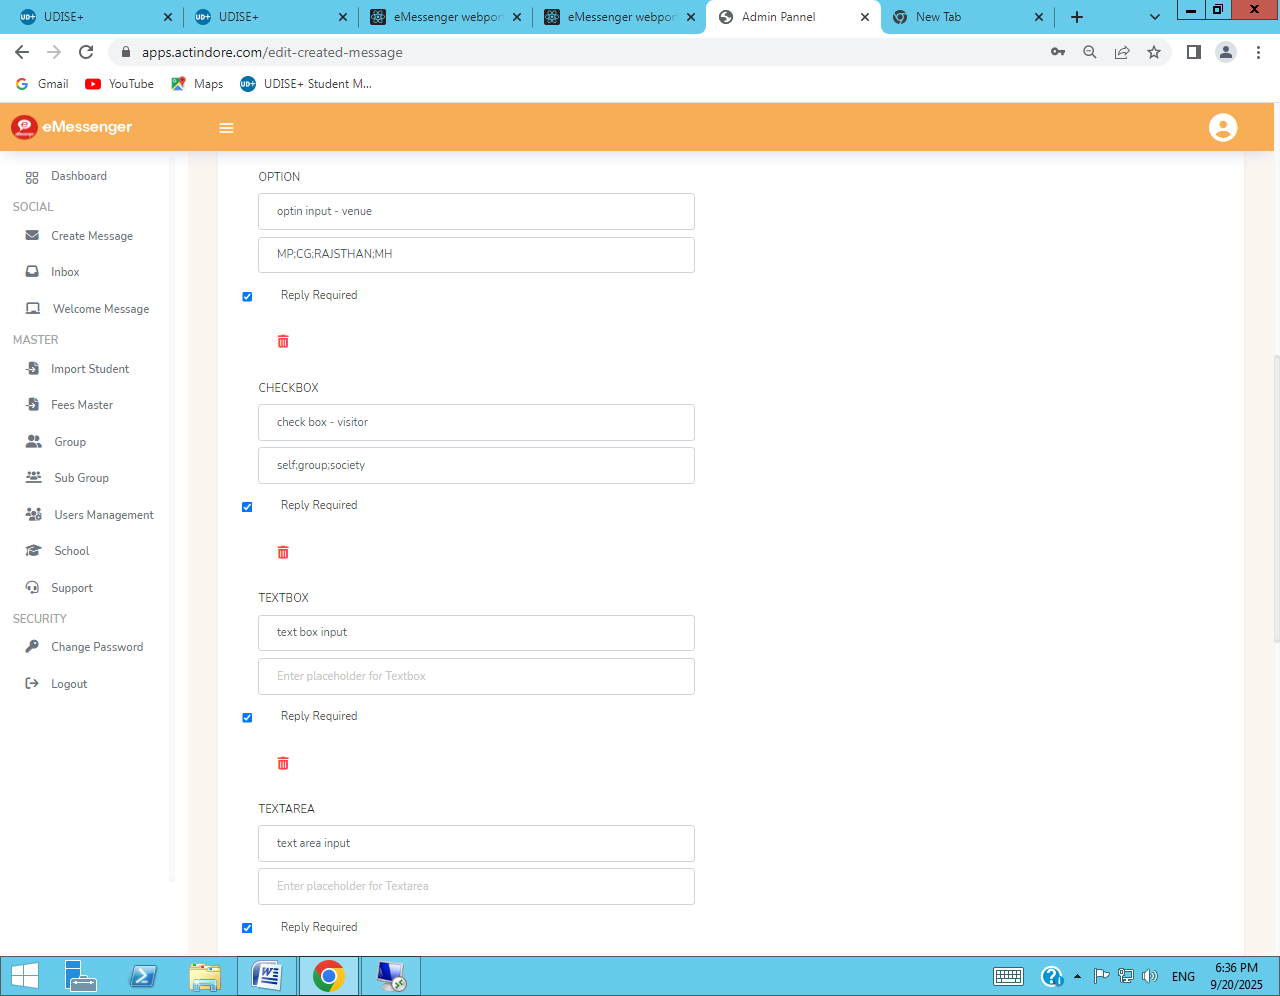 UDISE+
UDISE+
eMessenger webpor
eMessenger webpor
Admin Pannel
New Tab
apps.actindore.com/edit-created-message
Gmail
YouTube
Maps
UDISE+ Student M...
eMessenger
Dashboard
SOCIAL
Create Message
Inbox
Welcome Message
MASTER
Import Student
Fees Master
Group
Sub Group
Users Management
School
Support
SECURITY
Change Password
Logout
OPTION
optin input - venue
MP;CG;RAJSTHAN;MH
Reply Required
CHECKBOX
check box - visitor
self;group;society
Reply Required
TEXTBOX
text box input
Enter placeholder for Textbox
Reply Required
TEXTAREA
text area input
Enter placeholder for Textarea
Reply Required
ENG
6:36 PM
9/20/2025